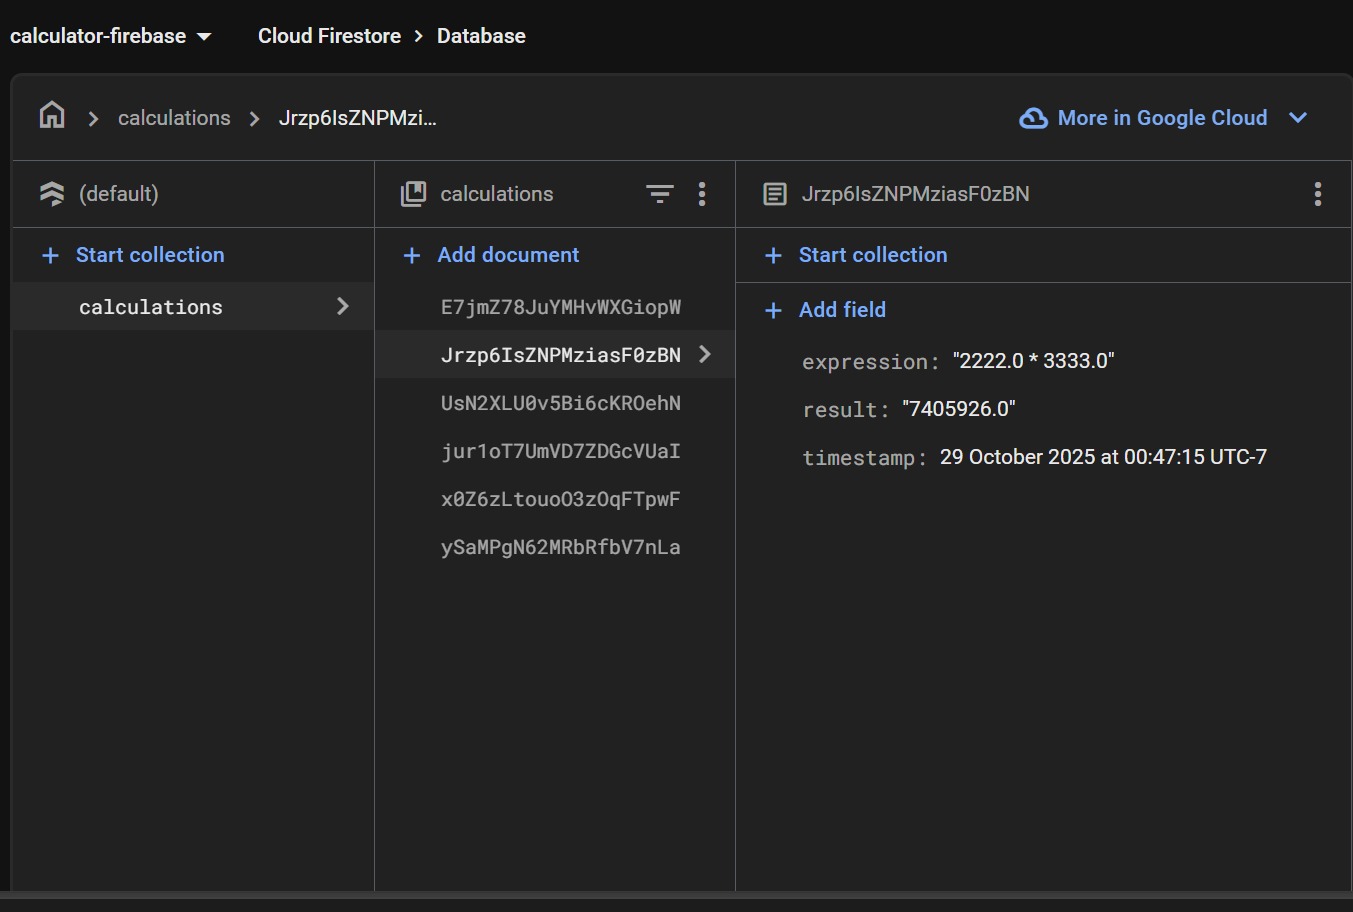 calculator-firebase Cloud Firestore > Database
calculations Jrzp6IsZNPMzi... More in Google Cloud
(default)
calculations
Jrzp6IsZNPMziasF0zBN
+ Start collection
calculations
+ Add document
E7jmZ78JuYMHvWXGiopW
Jrzp6IsZNPMziasF0zBN
UsN2XLU0v5Bi6cKROehN
jur1oT7UmVD7ZDGcVUaI
x0Z6zLtouoO3zOqFTpwF
ySaMPgN62MRbRfbV7nLa
+ Start collection
+ Add field
expression: "2222.0 * 3333.0"
result: "7405926.0"
timestamp: 29 October 2025 at 00:47:15 UTC-7